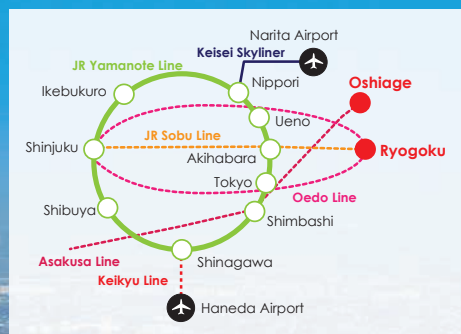 Narita Airport
Keisei Skyliner
JR Yamanote Line
Nippori
Oshiage
Ikebukuro
Ueno
JR Sobu Line
Shinjuku
Akihabara
Ryogoku
Tokyo
Oedo Line
Shibuya
Shimbashi
Asakusa Line
Shinagawa
Keikyu Line
Haneda Airport